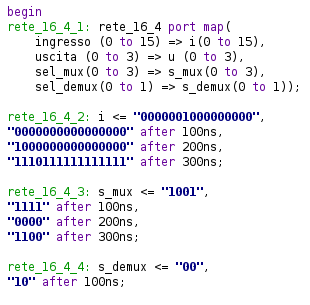 begin
rete_16_4_1: rete_16_4 port map(
ingresso (0 to 15) => i(0 to 15),
uscita (0 to 3) => u (0 to 3),
sel_mux(0 to 3) => s_mux(0 to 3),
sel_demux(0 to 1) => s_demux(0 to 1));
rete_16_4_2: i <= "0000001000000000",
"0000000000000000" after 100ns,
"1000000000000000" after 200ns,
"1110111111111111" after 300ns;
rete_16_4_3: s_mux <= "1001",
"1111" after 100ns,
"0000" after 200ns,
"1100" after 300ns;
rete_16_4_4: s_demux <= "00",
"10" after 100ns;